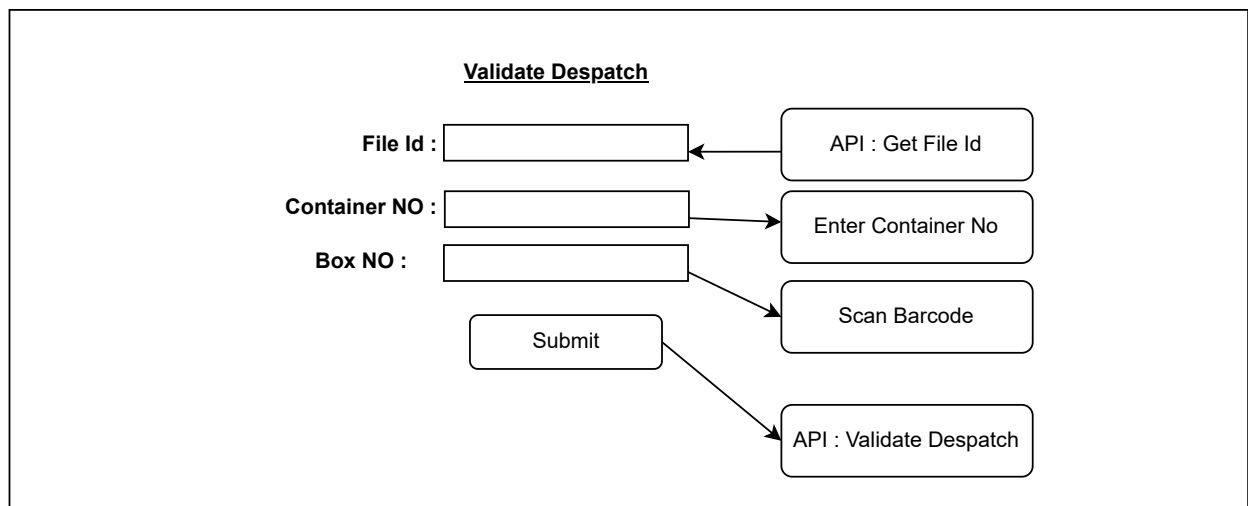 Validate Despatch
File Id :
API : Get File Id
Container NO :
Enter Container No
Box NO :
Scan Barcode
Submit
API : Validate Despatch